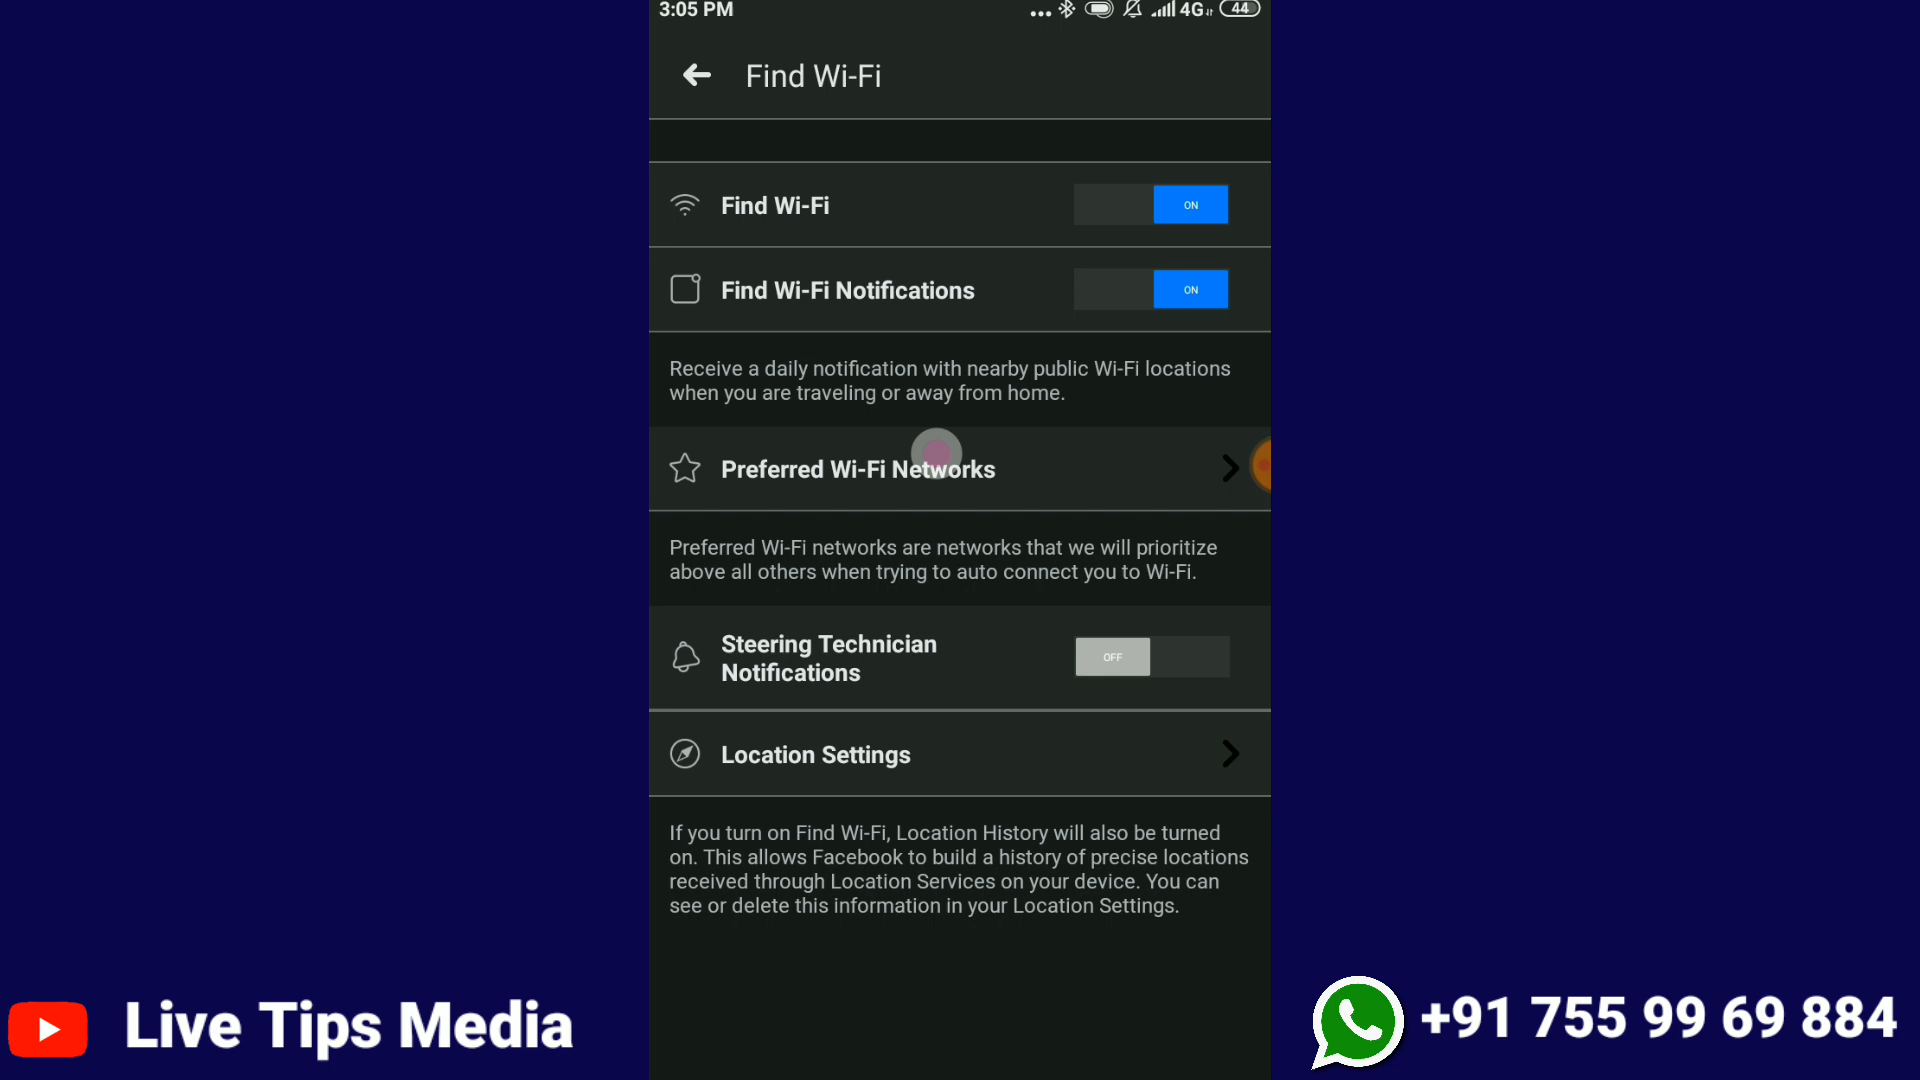 3:05 PM
4G
44
Find Wi-Fi
Find Wi-Fi
ON
Find Wi-Fi Notifications
ON
Receive a daily notification with nearby public Wi-Fi locations
when you are traveling or away from home.
Preferred Wi-Fi Networks
Preferred Wi-Fi networks are networks that we will prioritize
above all others when trying to auto connect you to Wi-Fi.
Steering Technician
Notifications
OFF
Location Settings
If you turn on Find Wi-Fi, Location History will also be turned
on. This allows Facebook to build a history of precise locations
received through Location Services on your device. You can
see or delete this information in your Location Settings.
Live Tips Media
+91 755 99 69 884